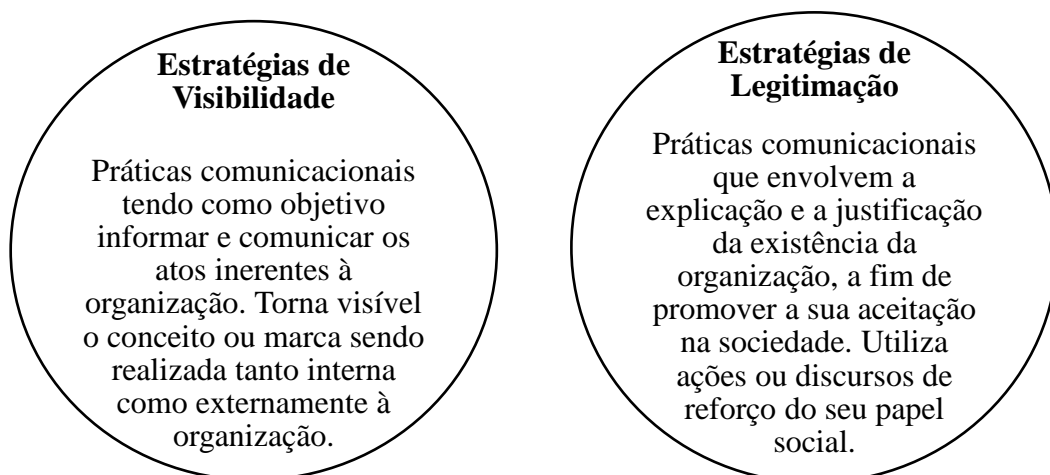 Estratégias de
Visibilidade
Práticas comunicacionais
tendo como objetivo
informar e comunicar os
atos inerentes à
organização. Torna visível
o conceito ou marca sendo
realizada tanto interna
como externamente à
organização.
Estratégias de
Legitimação
Práticas comunicacionais
que envolvem a
explicação e a justificação
da existência da
organização, a fim de
promover a sua aceitação
na sociedade. Utiliza
ações ou discursos de
reforço do seu papel
social.